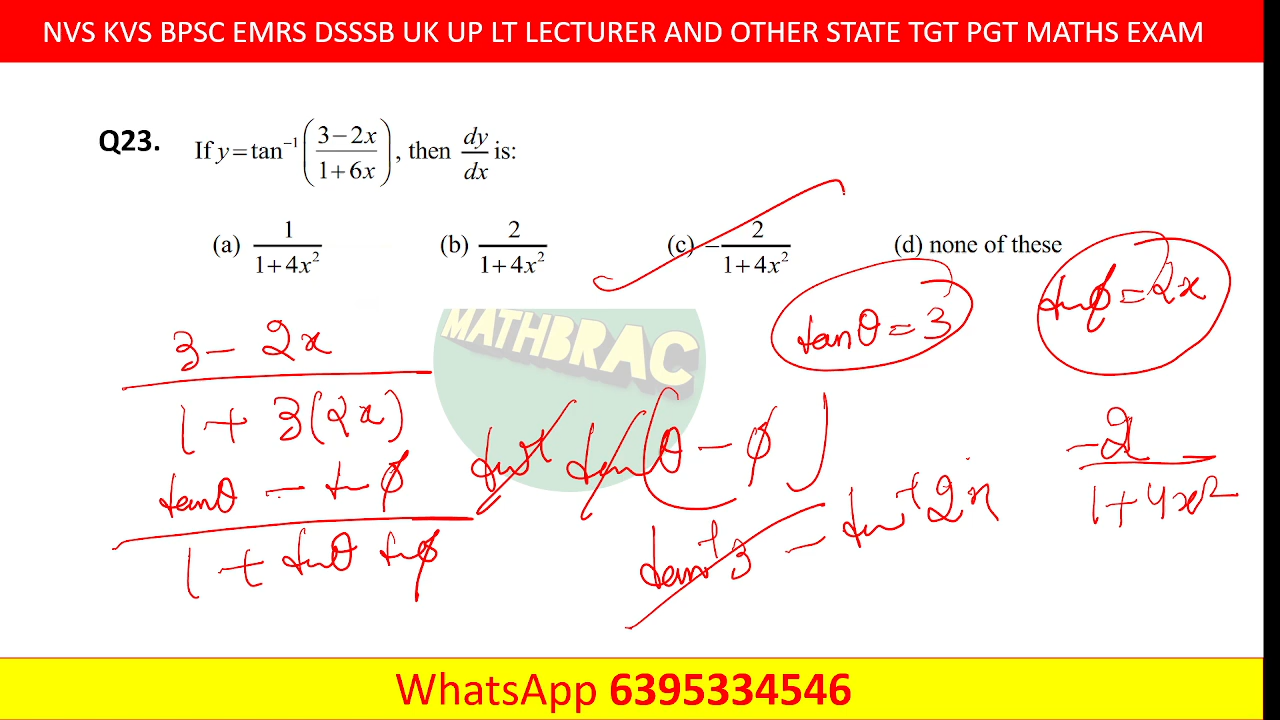 NVS KVS BPSC EMRS DSSSB UK UP LT LECTURER AND OTHER STATE TGT PGT MATHS EXAM
Q23. If y = tan⁻¹((3−2x)/(1+6x)), then dy/dx is:
(a) 1/(1+4x²) (b) 2/(1+4x²) (c) −2/(1+4x²) (d) none of these
tanθ = 3
tanϕ = 2x
MATHBRAC
3 − 2x
1 + 3(2x)
tanθ − tanϕ
1 + tanθ tanϕ
tan⁻¹ tan(θ − ϕ)
tan⁻¹3 − tan⁻¹2x
−2
1 + 4x²
WhatsApp 6395334546